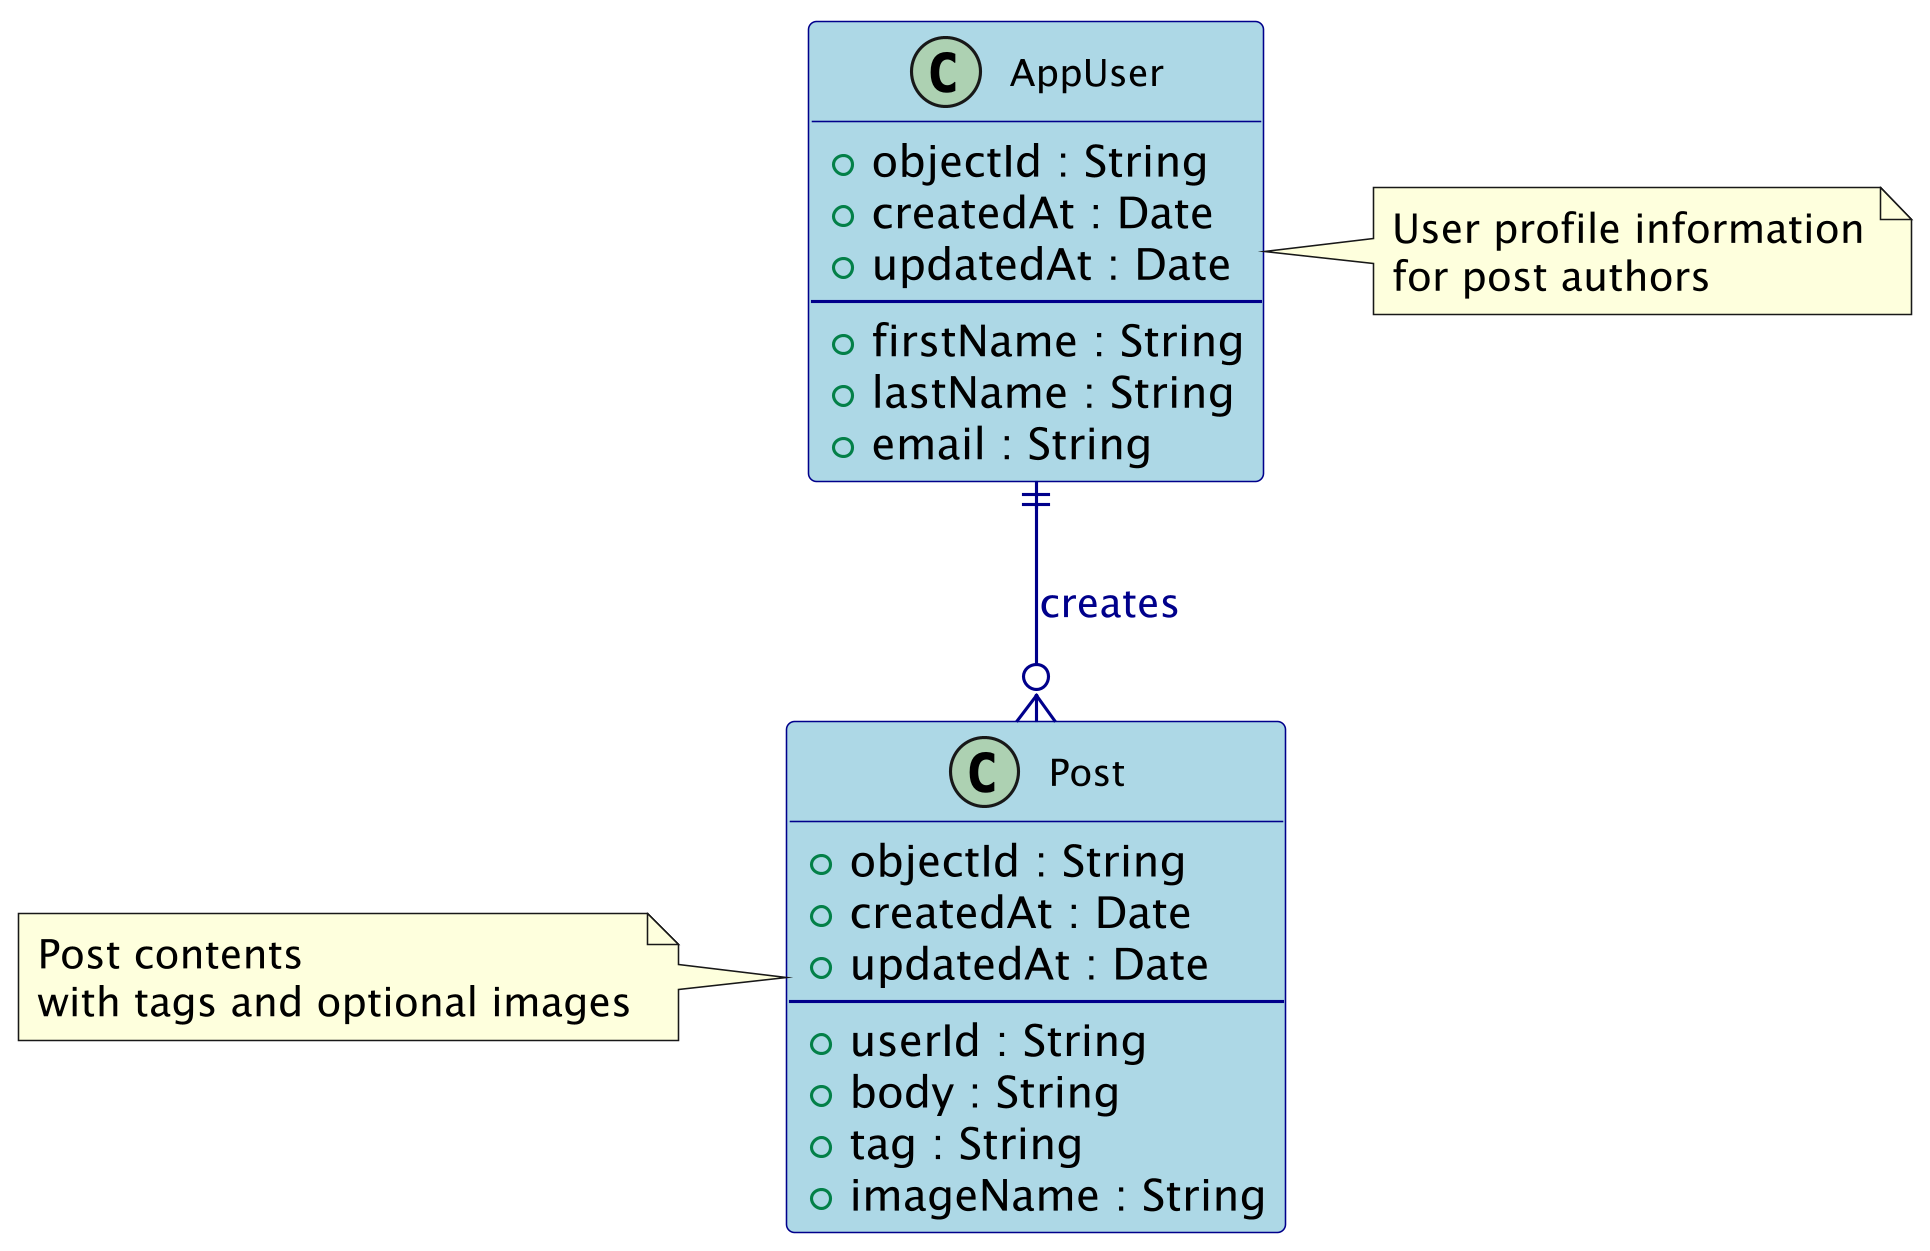 C AppUser
objectId : String
createdAt : Date
updatedAt : Date
firstName : String
lastName : String
email : String
User profile information
for post authors
creates
C Post
objectId : String
createdAt : Date
updatedAt : Date
userId : String
body : String
tag : String
imageName : String
Post contents
with tags and optional images